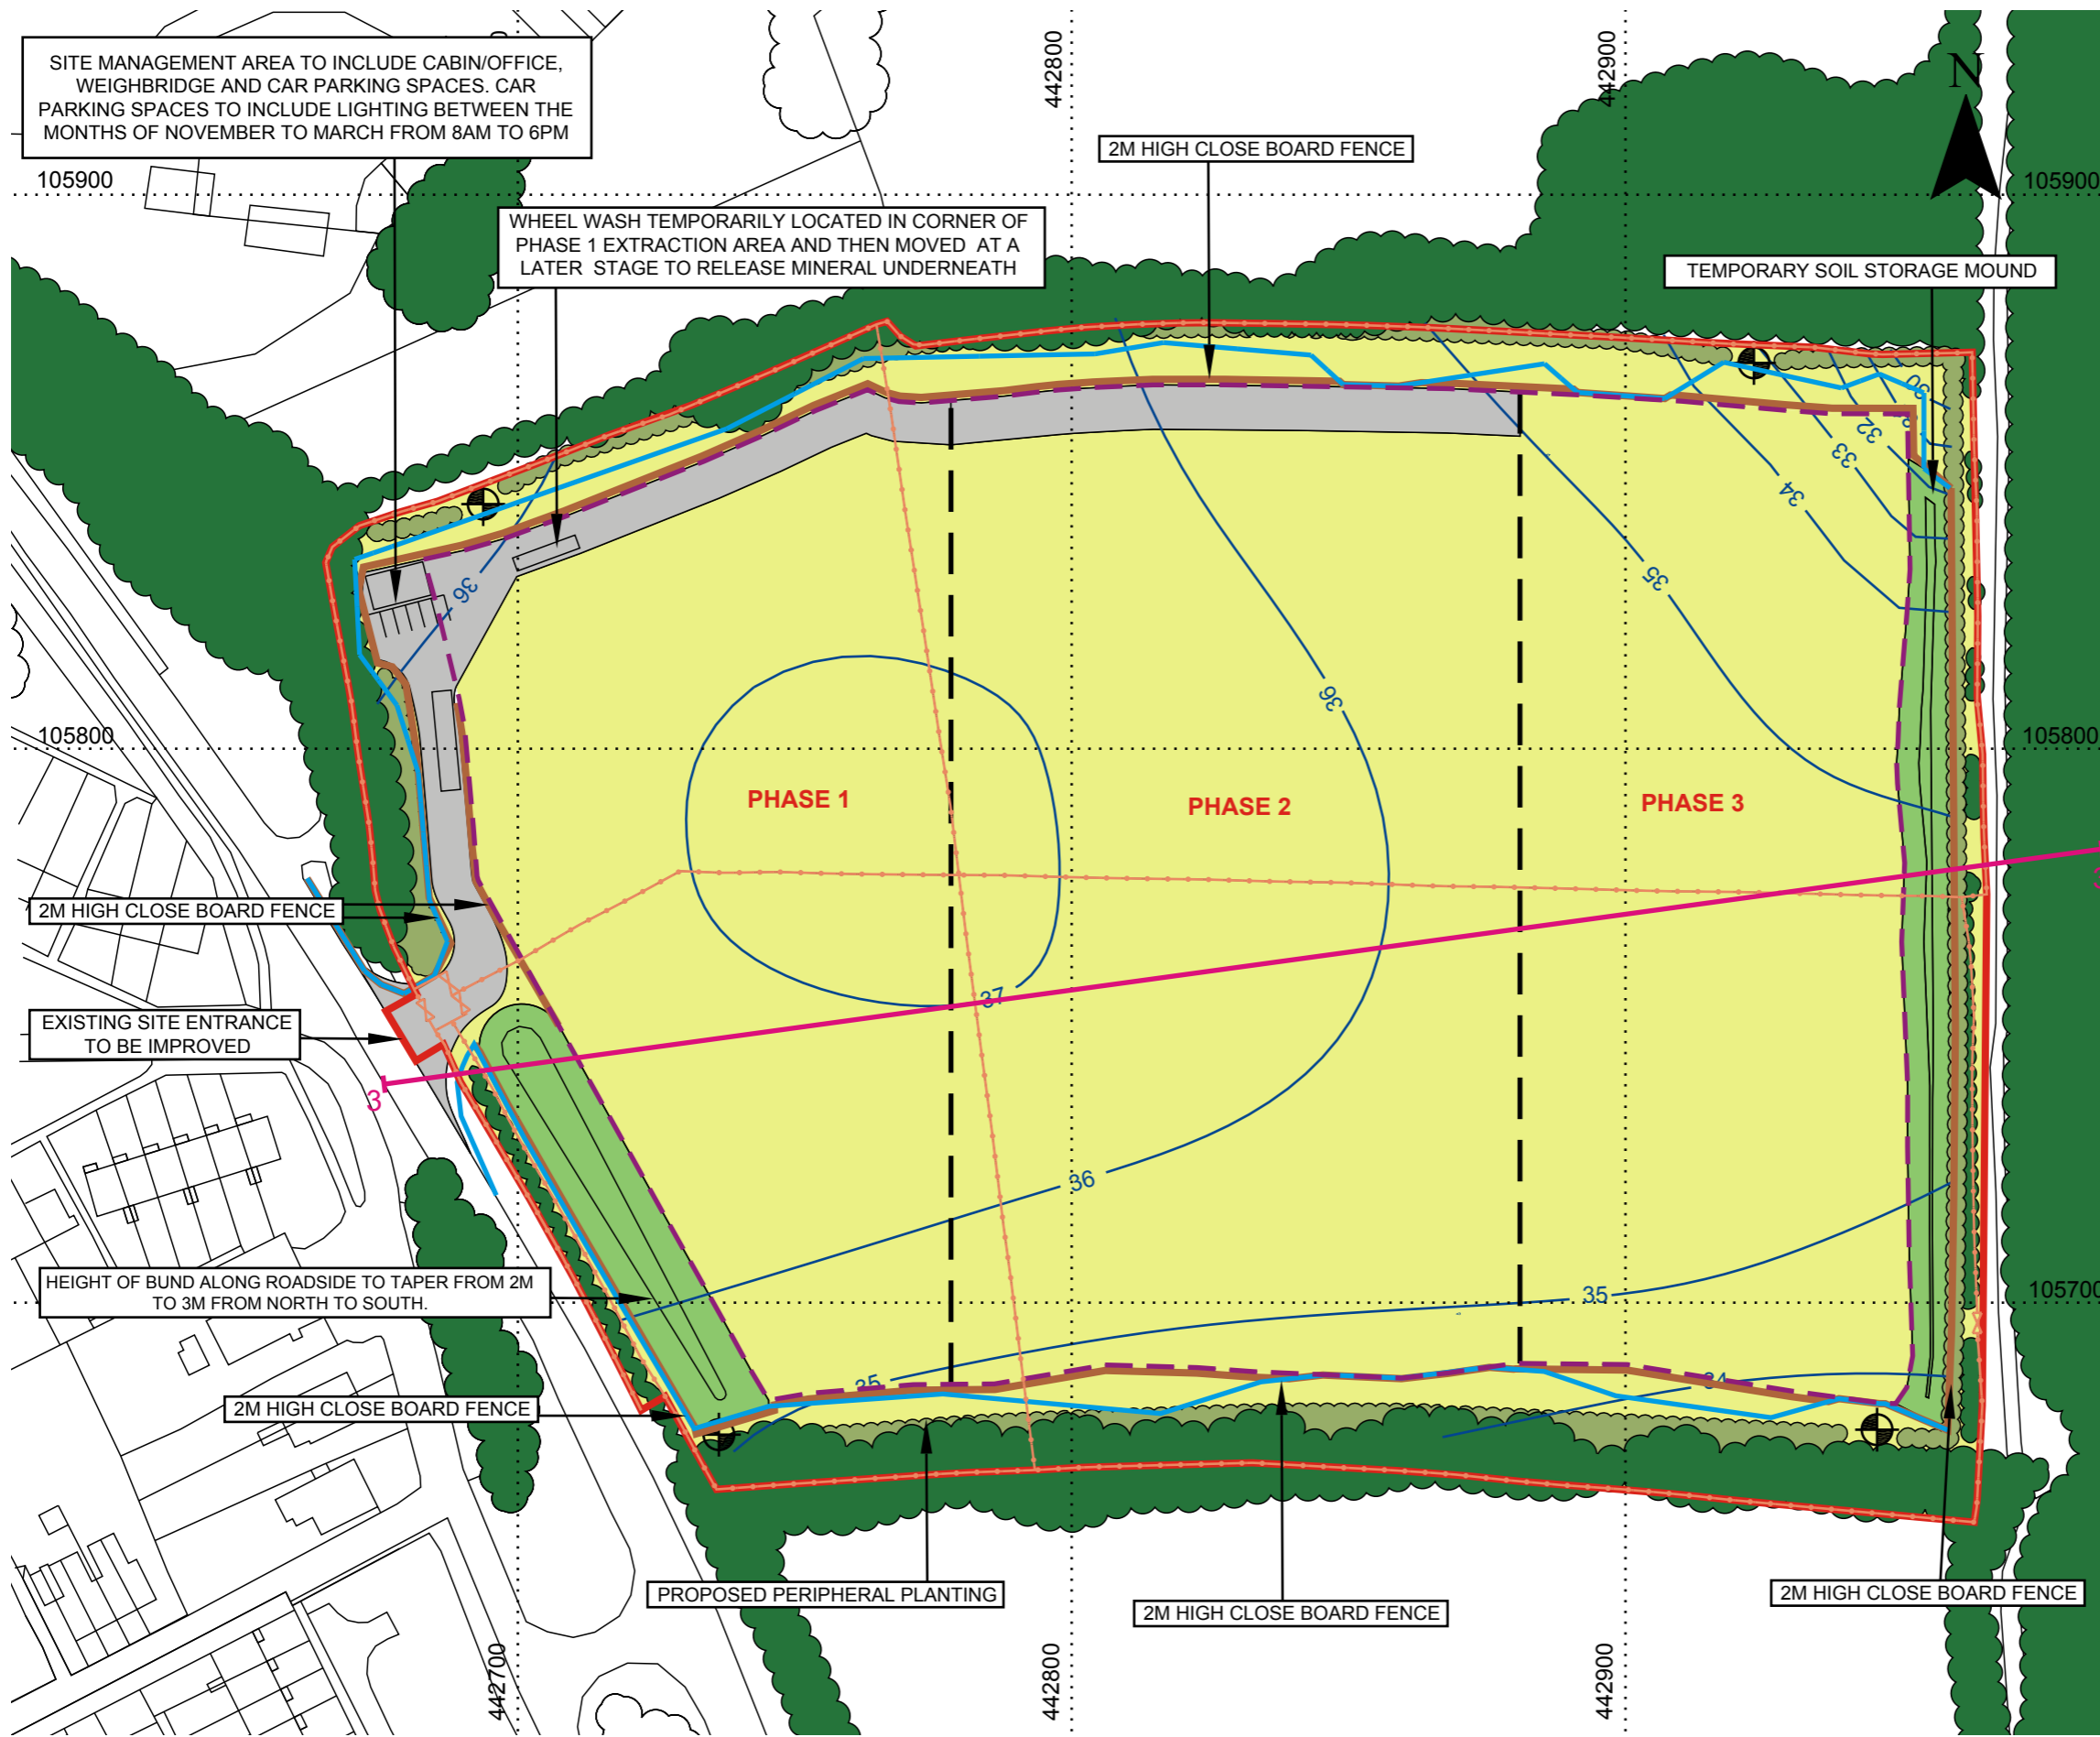 SITE MANAGEMENT AREA TO INCLUDE CABIN/OFFICE,
WEIGHBRIDGE AND CAR PARKING SPACES. CAR
PARKING SPACES TO INCLUDE LIGHTING BETWEEN THE
MONTHS OF NOVEMBER TO MARCH FROM 8AM TO 6PM
442800
442900
N
2M HIGH CLOSE BOARD FENCE
105900
105900
WHEEL WASH TEMPORARILY LOCATED IN CORNER OF
PHASE 1 EXTRACTION AREA AND THEN MOVED AT A
LATER STAGE TO RELEASE MINERAL UNDERNEATH
TEMPORARY SOIL STORAGE MOUND
30
32
33
34
35
36
36
105800
105800
PHASE 1
PHASE 2
PHASE 3
2M HIGH CLOSE BOARD FENCE
37
EXISTING SITE ENTRANCE
TO BE IMPROVED
3
36
HEIGHT OF BUND ALONG ROADSIDE TO TAPER FROM 2M
TO 3M FROM NORTH TO SOUTH.
35
105700
35
34
2M HIGH CLOSE BOARD FENCE
PROPOSED PERIPHERAL PLANTING
2M HIGH CLOSE BOARD FENCE
2M HIGH CLOSE BOARD FENCE
442700
442800
442900